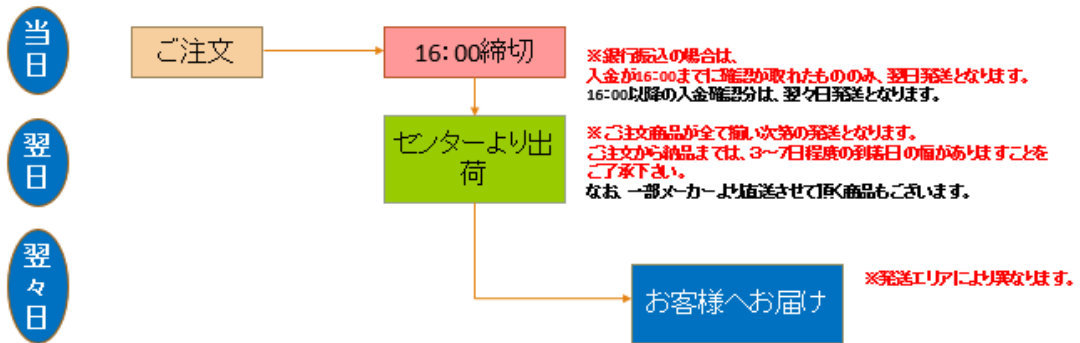 当日
ご注文
16:00締切
※銀行振込の場合は、
入金が16:00までに確認が取れたもののみ、翌日発送となります。
16:00以降の入金確認分は、翌々日発送となります。
翌日
センターより出
荷
※ご注文商品が全て揃い次第の発送となります。
ご注文から納品までは、3～7日程度の到着日の幅がありますことを
ご了承下さい。
なお、一部メーカーより直送させて頂く商品もございます。
翌々日
お客様へお届け
※発送エリアにより異なります。